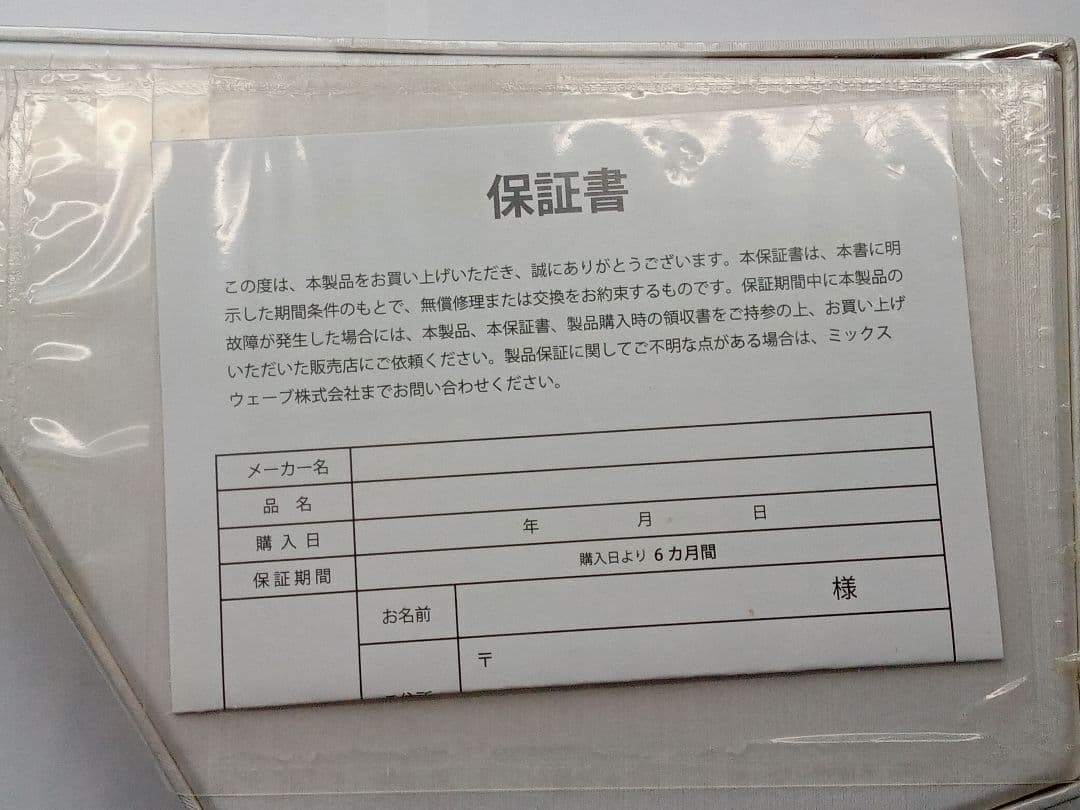 保証書
この度は、本製品をお買い上げいただき、誠にありがとうございます。本保証書は、本書に明
示した期間条件のもとで、無償修理または交換をお約束するものです。保証期間中に本製品の
故障が発生した場合には、本製品、本保証書、製品購入時の領収書をご持参の上、お買い上げ
いただいた販売店にご依頼ください。製品保証に関してご不明な点がある場合は、ミックス
ウェーブ株式会社までお問い合わせください。
メーカー名
品 名
購 入 日 年 月 日
保証期間 購入日より 6 カ月間
お名前 様
〒